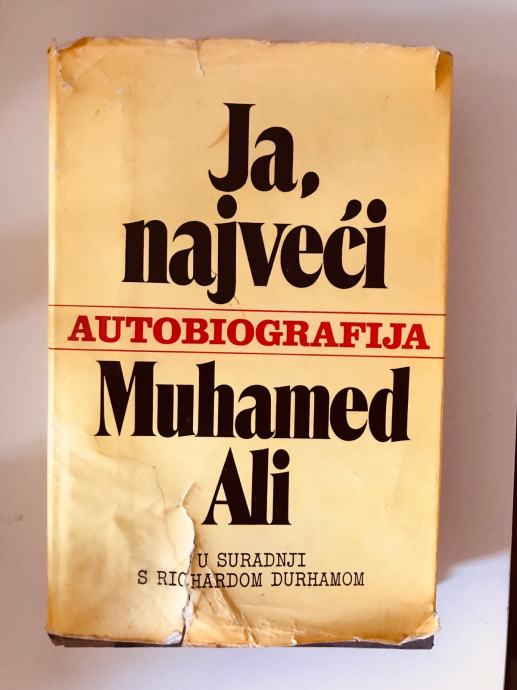 Ja,
najveći
AUTOBIOGRAFIJA
Muhamed
Ali
U SURADNJI
S RICHARDOM DURHAMOM